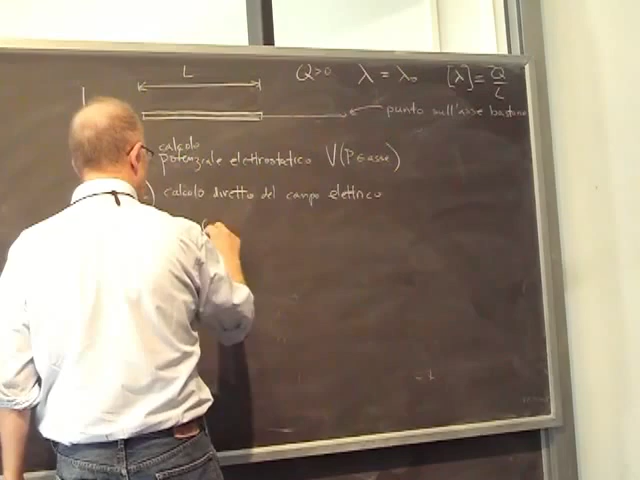 L Q>0 λ = λ₀ [λ] = Q/L
punto sull'asse bastone
calcolo
potenziale elettrostatico V(P∈asse)
) calcolo diretto del campo elettrico